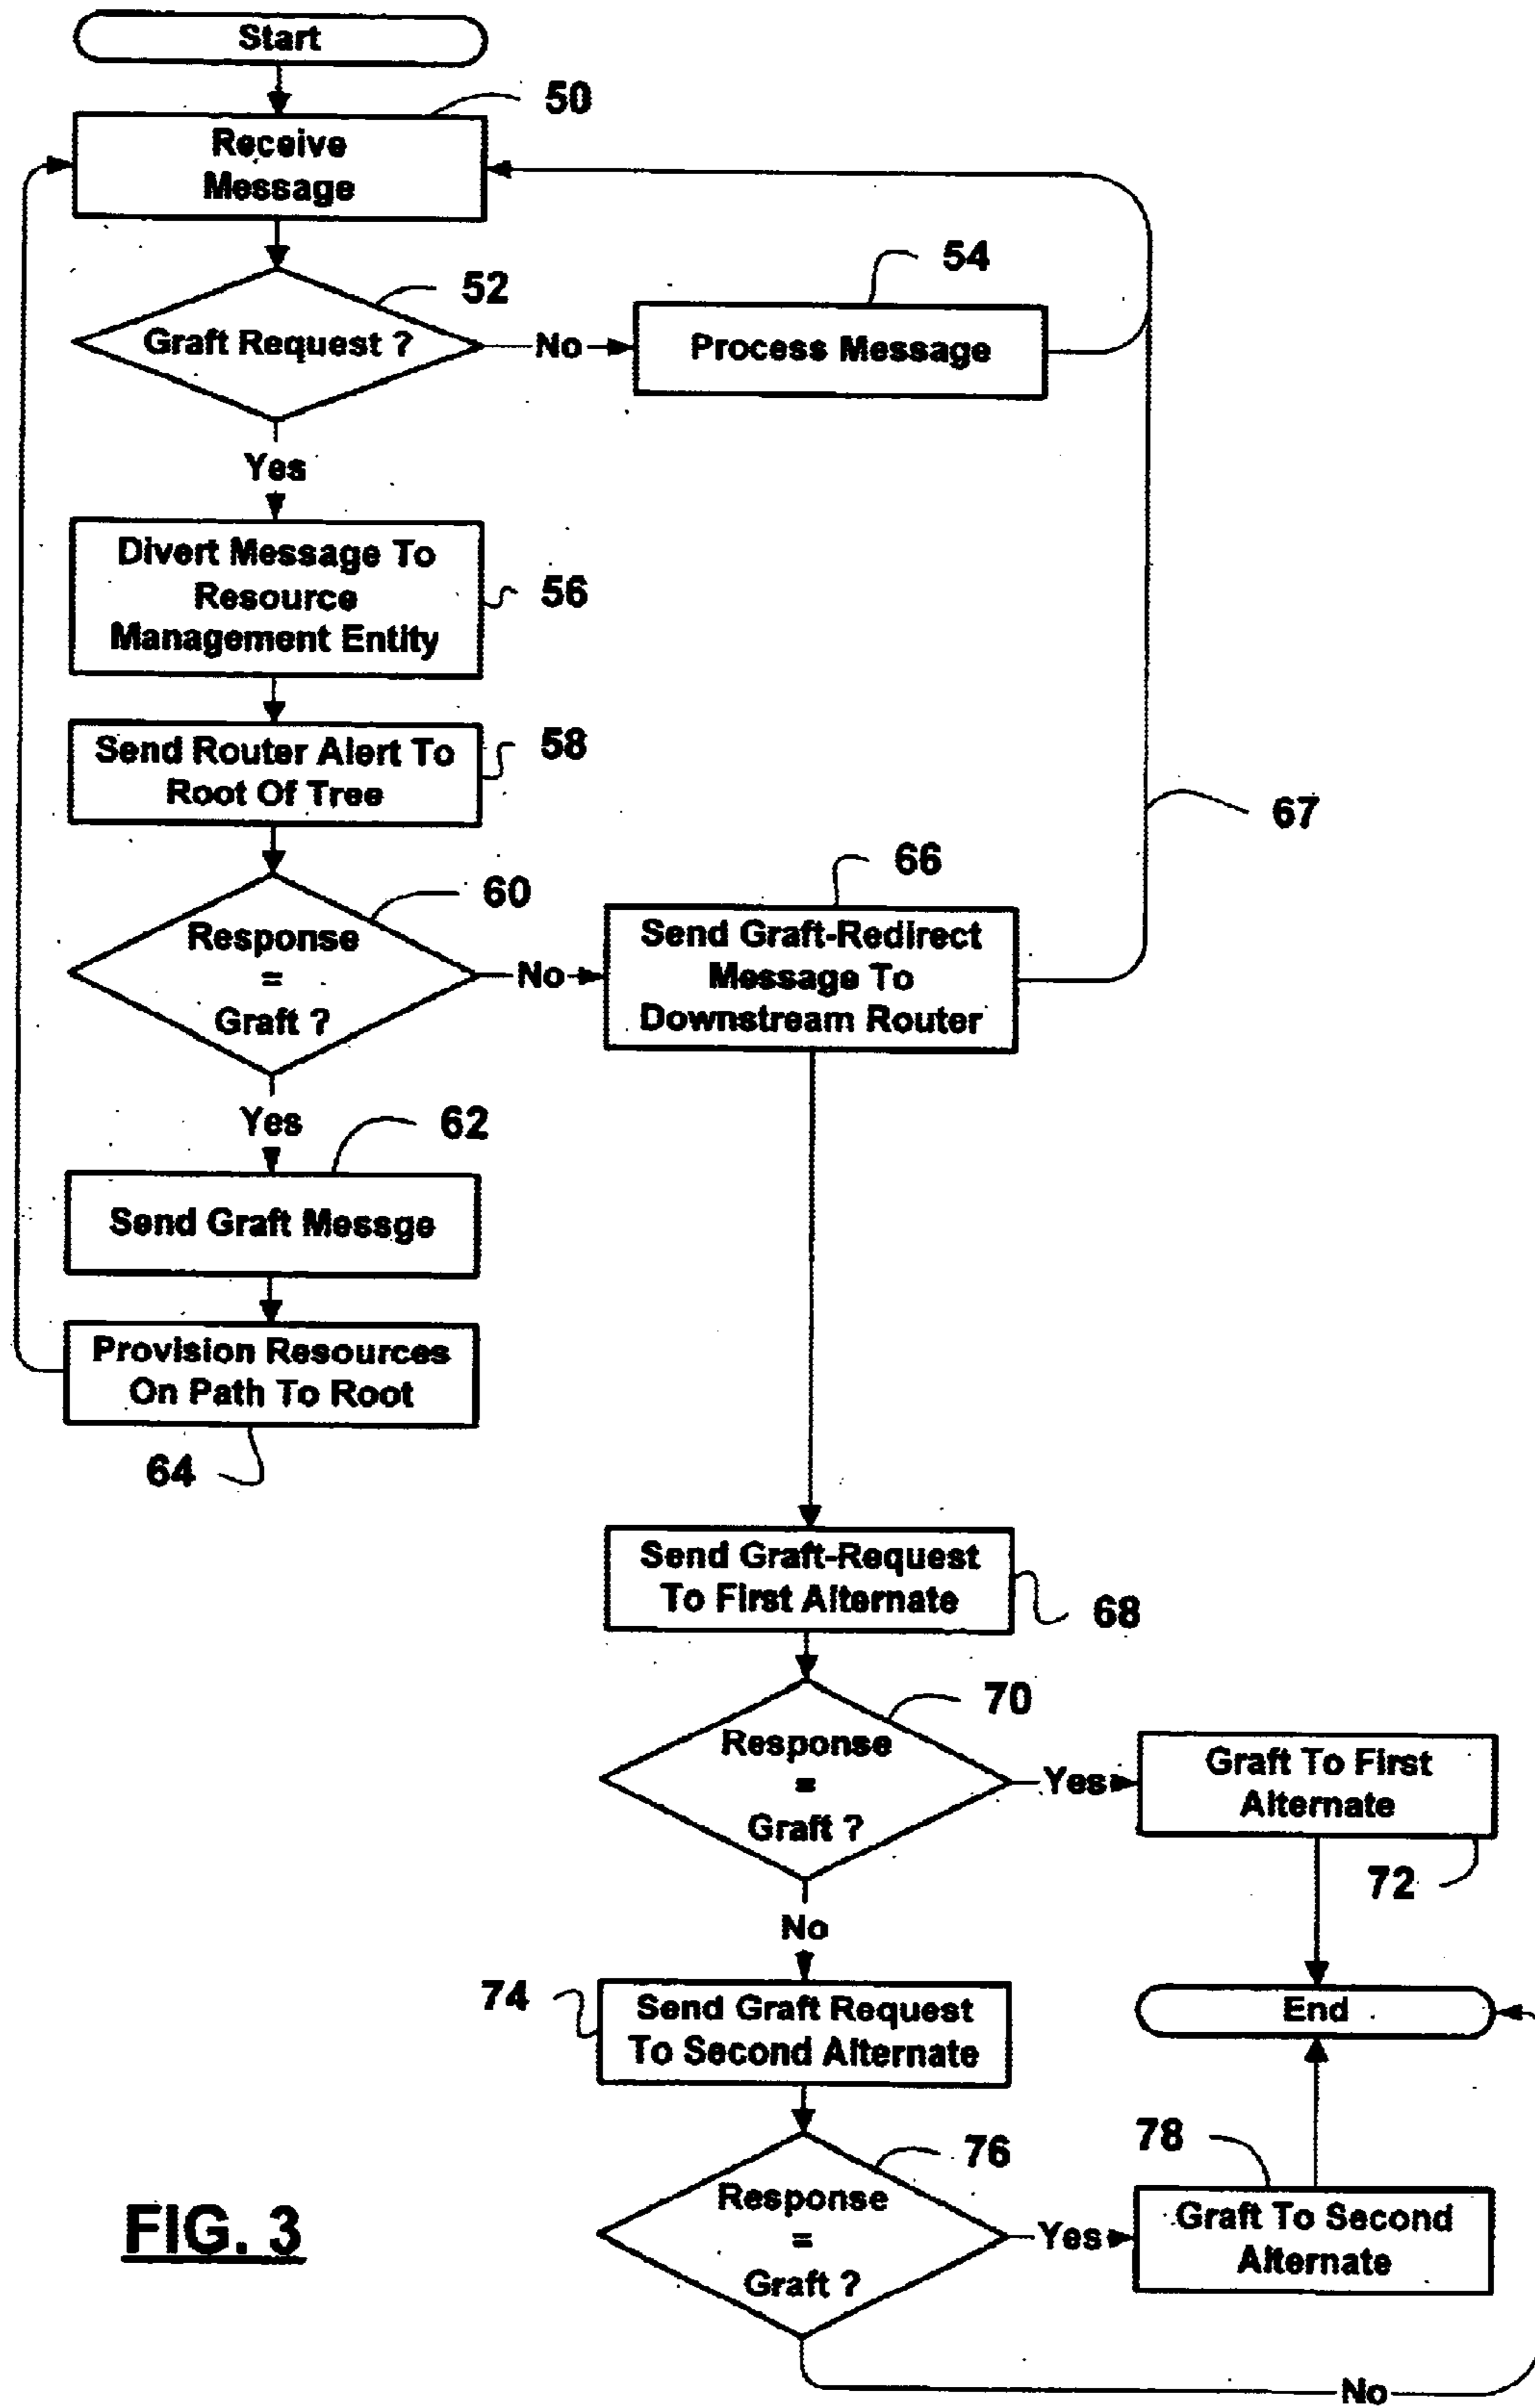 Start
50
Receive
Message
52
Graft Request ?
No
54
Process Message
Yes
Divert Message To
Resource
Management Entity
56
Send Router Alert To
Root Of Tree
58
67
60
Response
=
Graft ?
No
66
Send Graft-Redirect
Message To
Downstream Router
Yes
62
Send Graft Messge
Provision Resources
On Path To Root
64
Send Graft-Request
To First Alternate
68
70
Response
=
Graft ?
Yes
Graft To First
Alternate
72
No
74
Send Graft Request
To Second Alternate
End
76
Response
=
Graft ?
Yes
78
Graft To Second
Alternate
No
FIG. 3